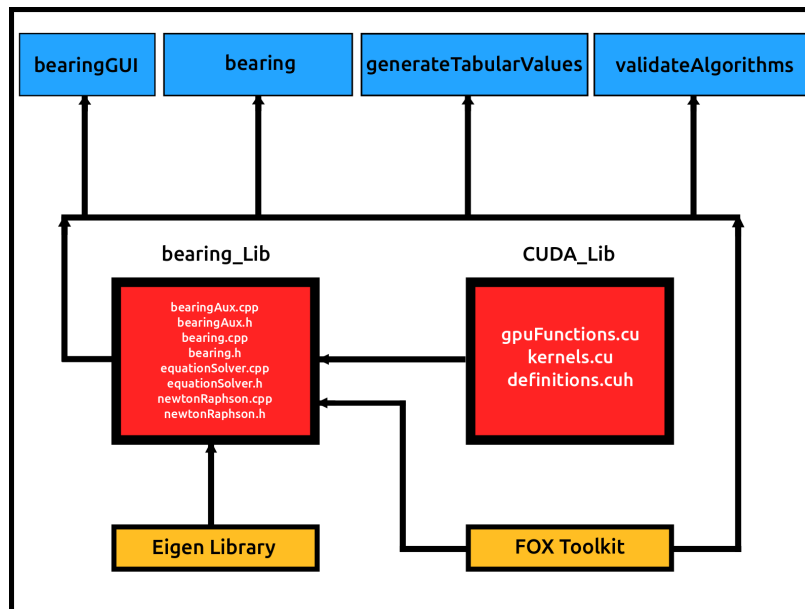 bearingGUI
bearing
generateTabularValues
validateAlgorithms
bearing_Lib
CUDA_Lib
bearingAux.cpp
bearingAux.h
bearing.cpp
bearing.h
equationSolver.cpp
equationSolver.h
newtonRaphson.cpp
newtonRaphson.h
gpuFunctions.cu
kernels.cu
definitions.cuh
Eigen Library
FOX Toolkit